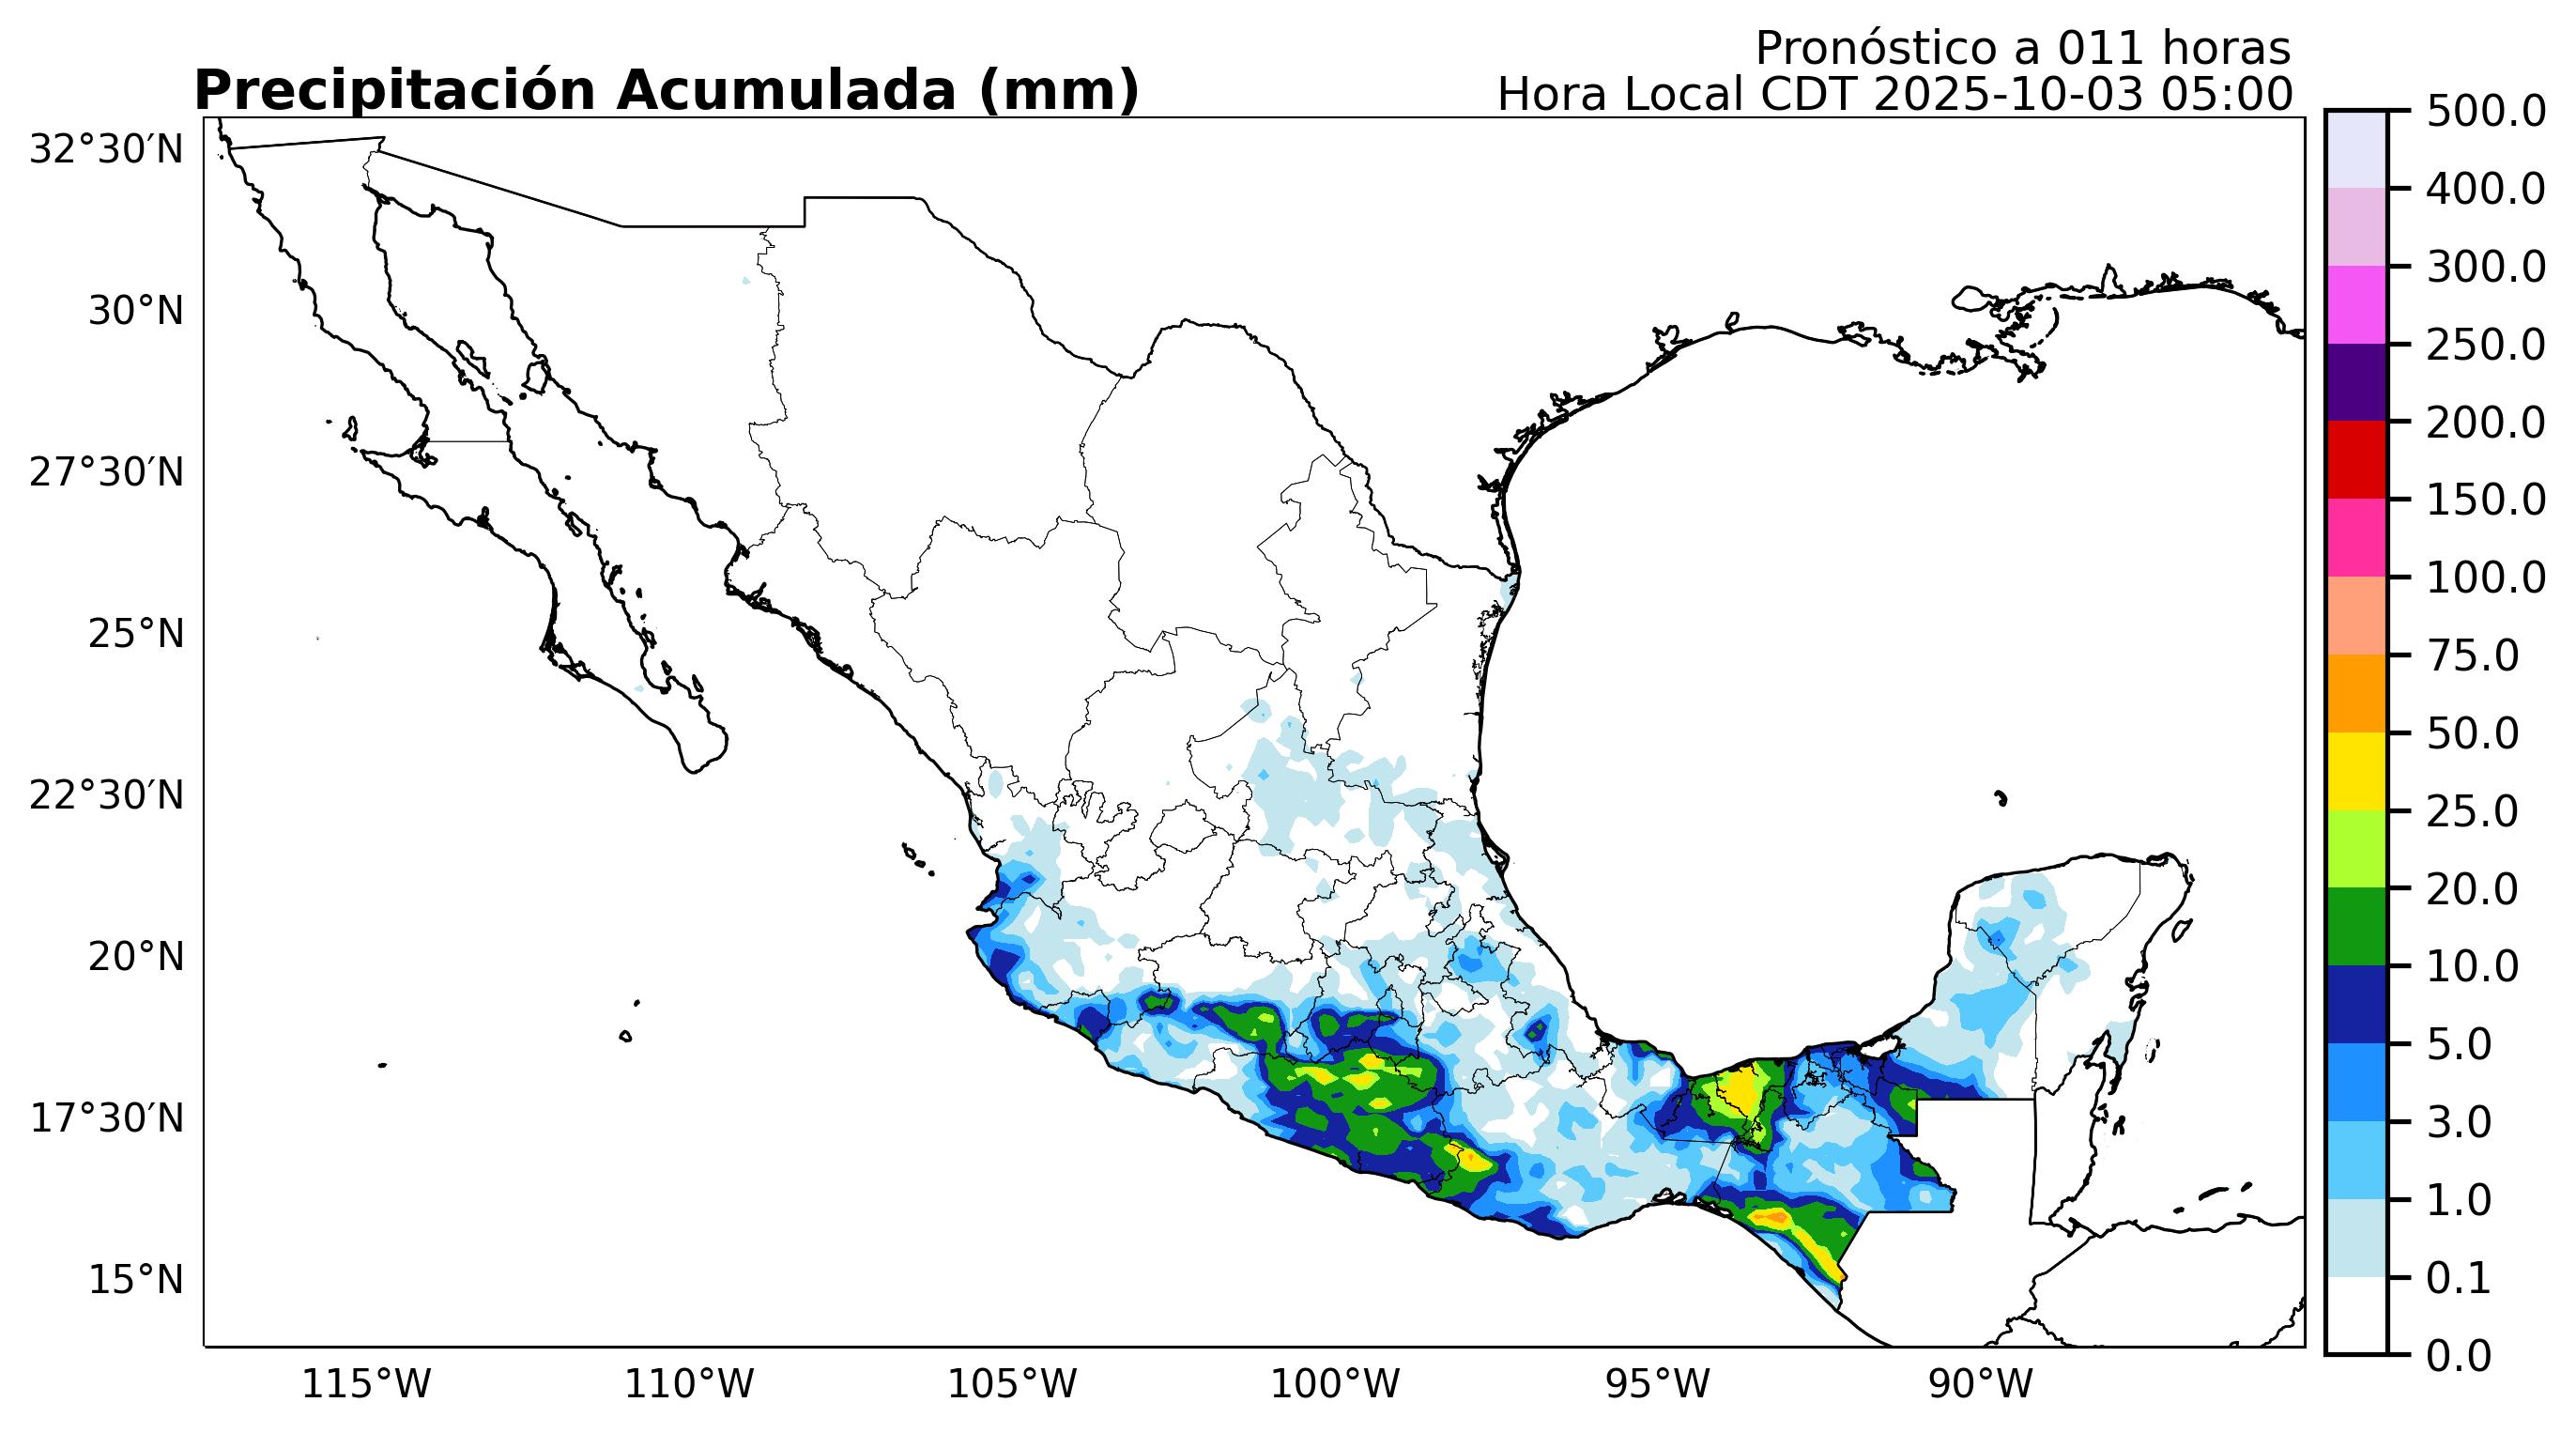 Pronóstico a 011 horas
Precipitación Acumulada (mm)
Hora Local CDT 2025-10-03 05:00
32°30′N
30°N
27°30′N
25°N
22°30′N
20°N
17°30′N
15°N
115°W
110°W
105°W
100°W
95°W
90°W
500.0
400.0
300.0
250.0
200.0
150.0
100.0
75.0
50.0
25.0
20.0
10.0
5.0
3.0
1.0
0.1
0.0